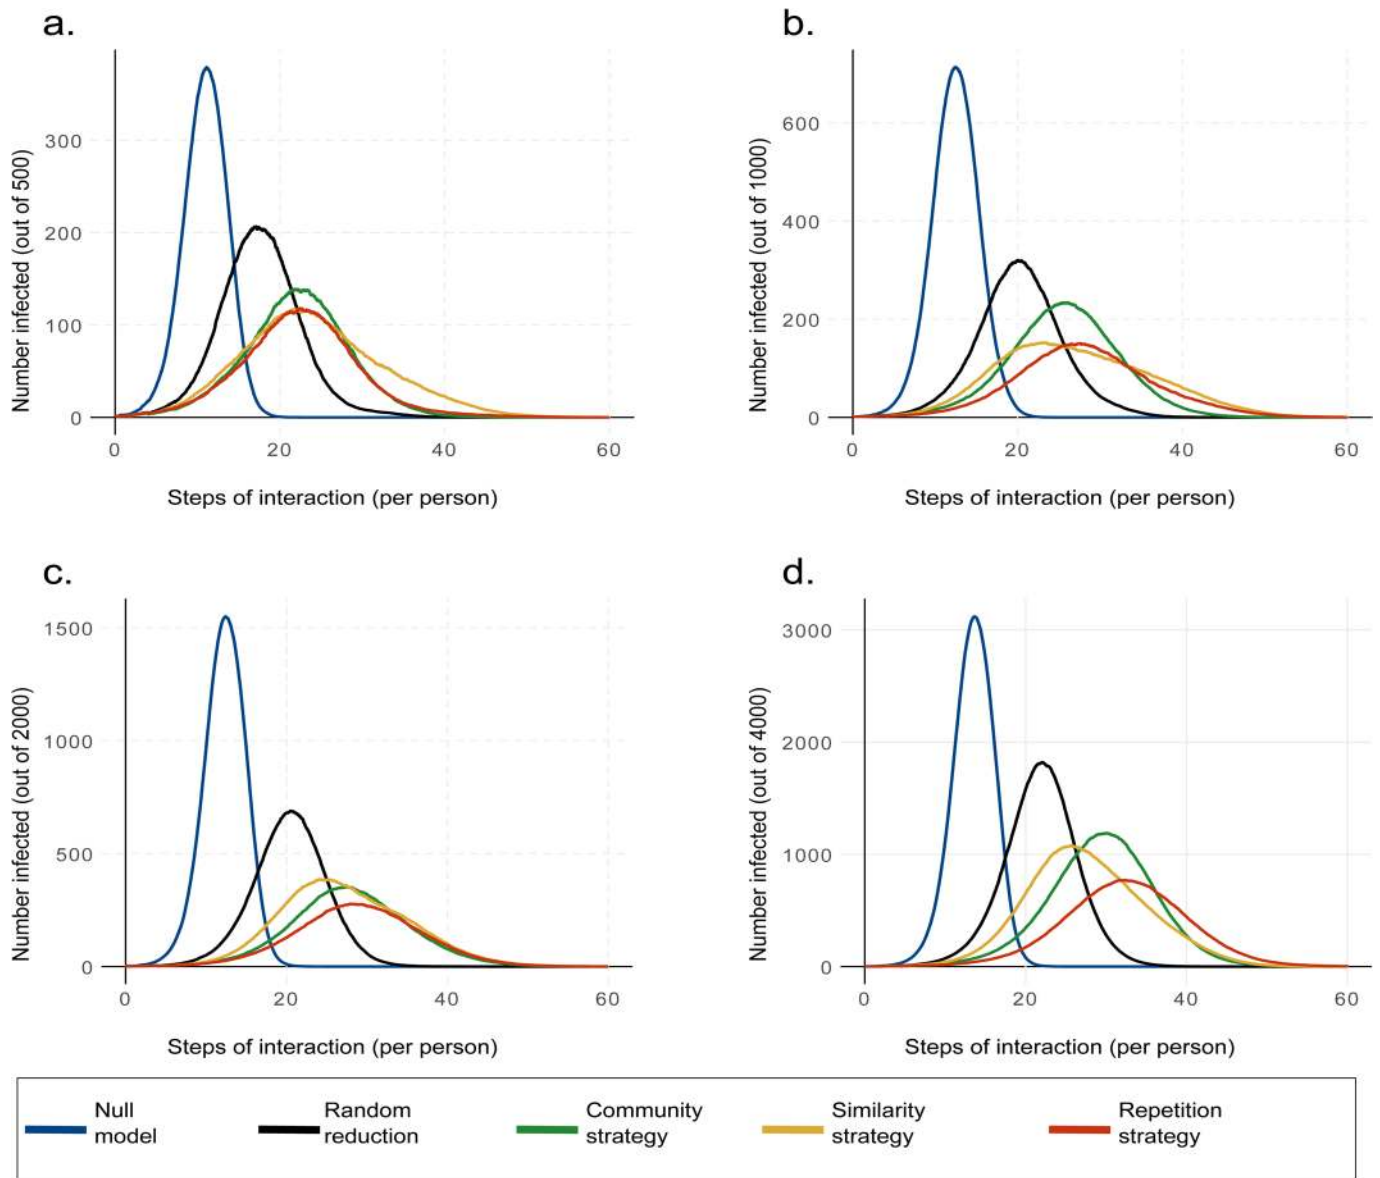 a.
Number infected (out of 500)
300
200
100
0
0 20 40 60
Steps of interaction (per person)
b.
Number infected (out of 1000)
600
400
200
0
0 20 40 60
Steps of interaction (per person)
c.
Number infected (out of 2000)
1500
1000
500
0
0 20 40 60
Steps of interaction (per person)
d.
Number infected (out of 4000)
3000
2000
1000
0
0 20 40 60
Steps of interaction (per person)
Null
model
Random
reduction
Community
strategy
Similarity
strategy
Repetition
strategy